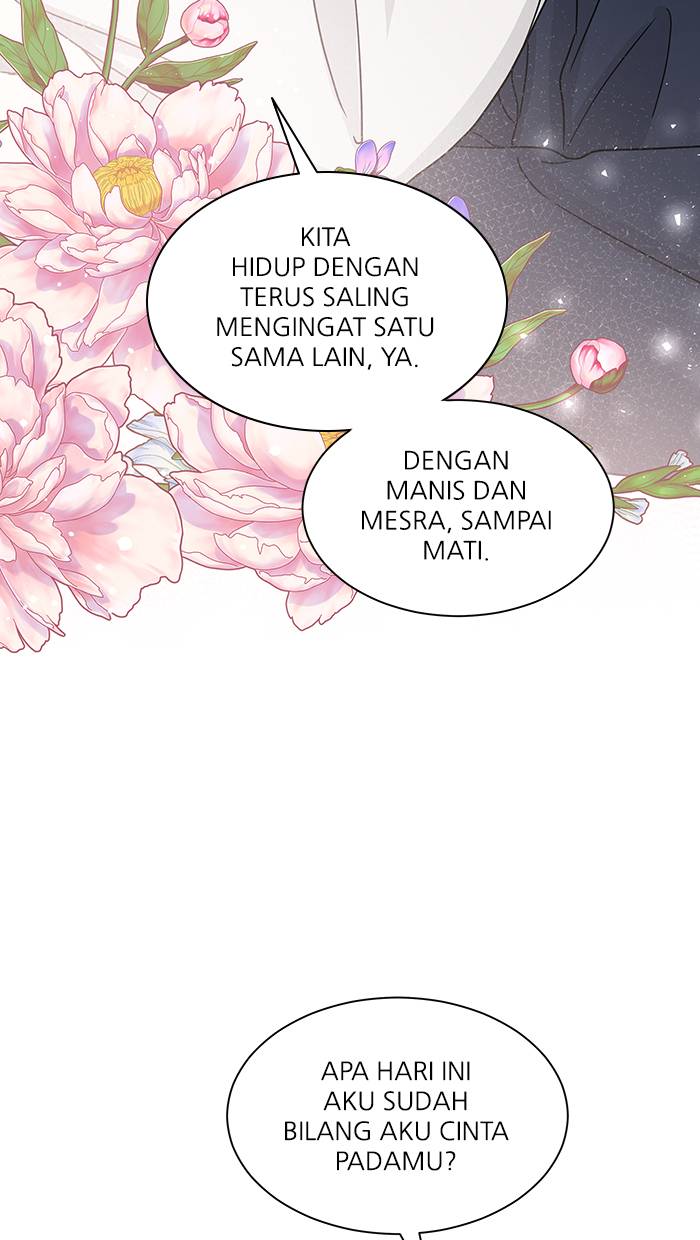 KITA
HIDUP DENGAN
TERUS SALING
MENGINGAT SATU
SAMA LAIN, YA.
DENGAN
MANIS DAN
MESRA, SAMPAI
MATI.
APA HARI INI
AKU SUDAH
BILANG AKU CINTA
PADAMU?